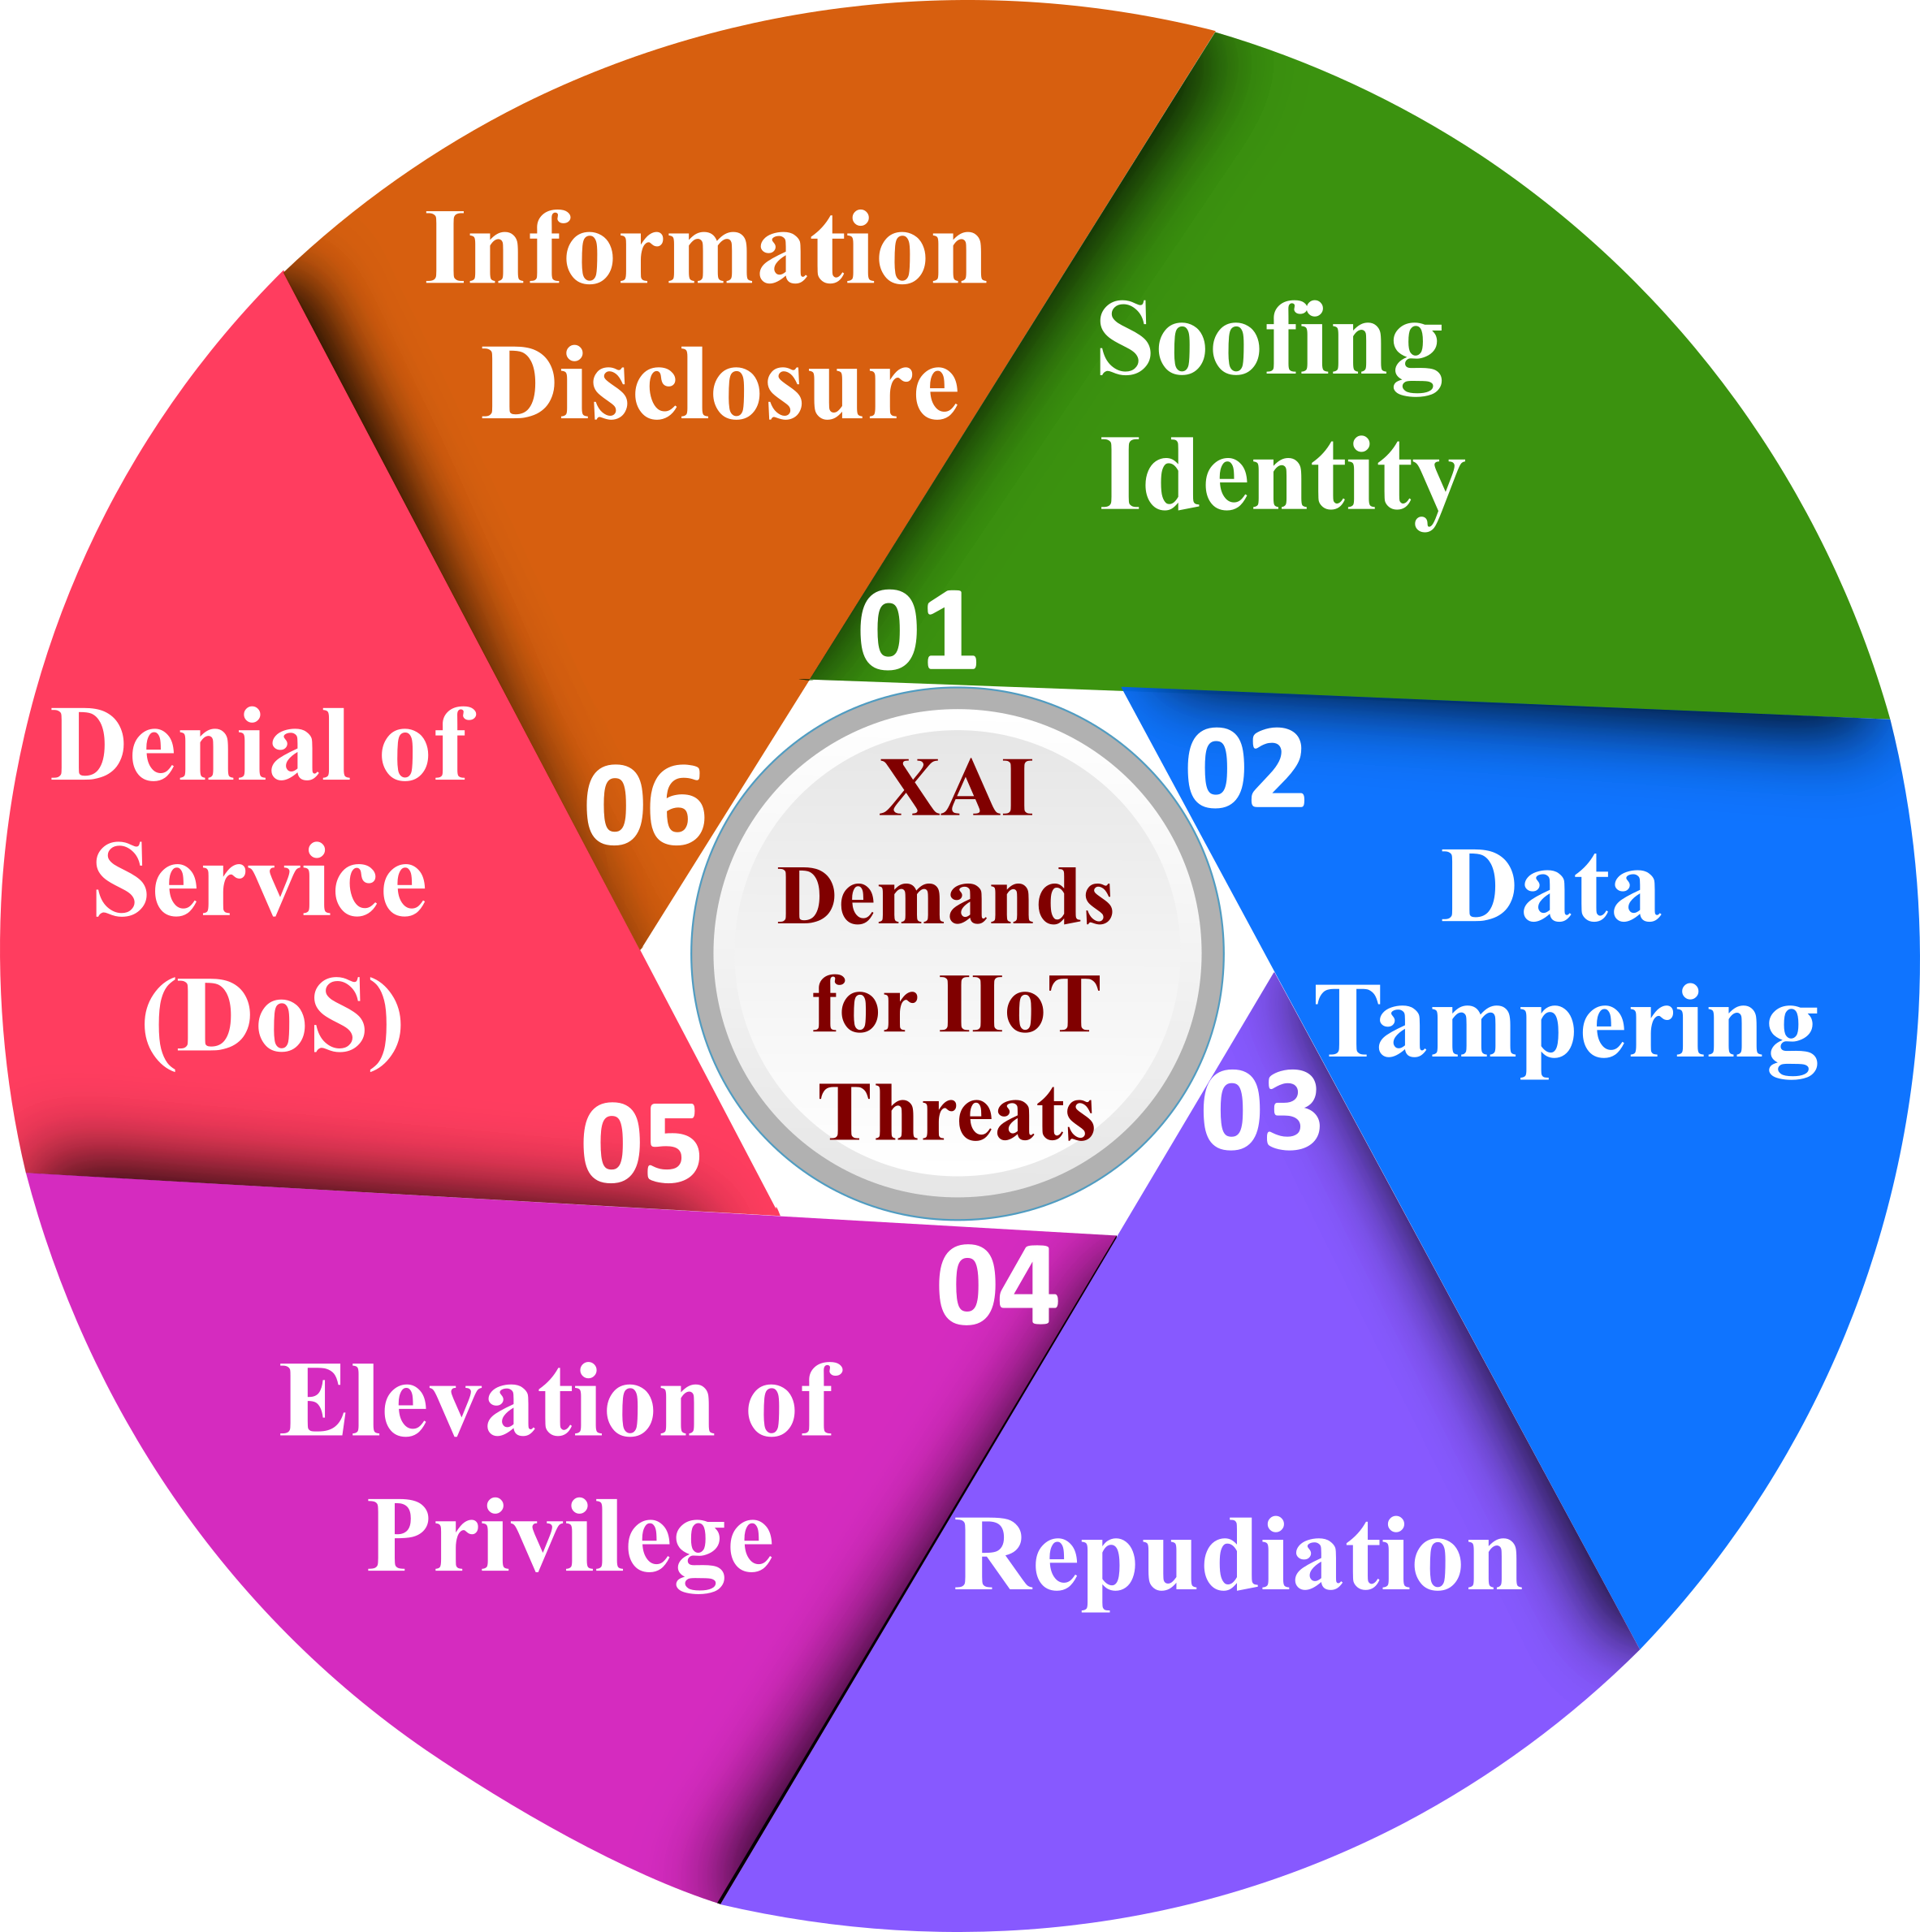 XAI
Demands
for IIoT
Threats
01
Soofing
Identity
02
Data
Tampering
03
Repudiation
04
Elevation of
Privilege
05
Denial of
Service
(DoS)
06
Information
Disclosure